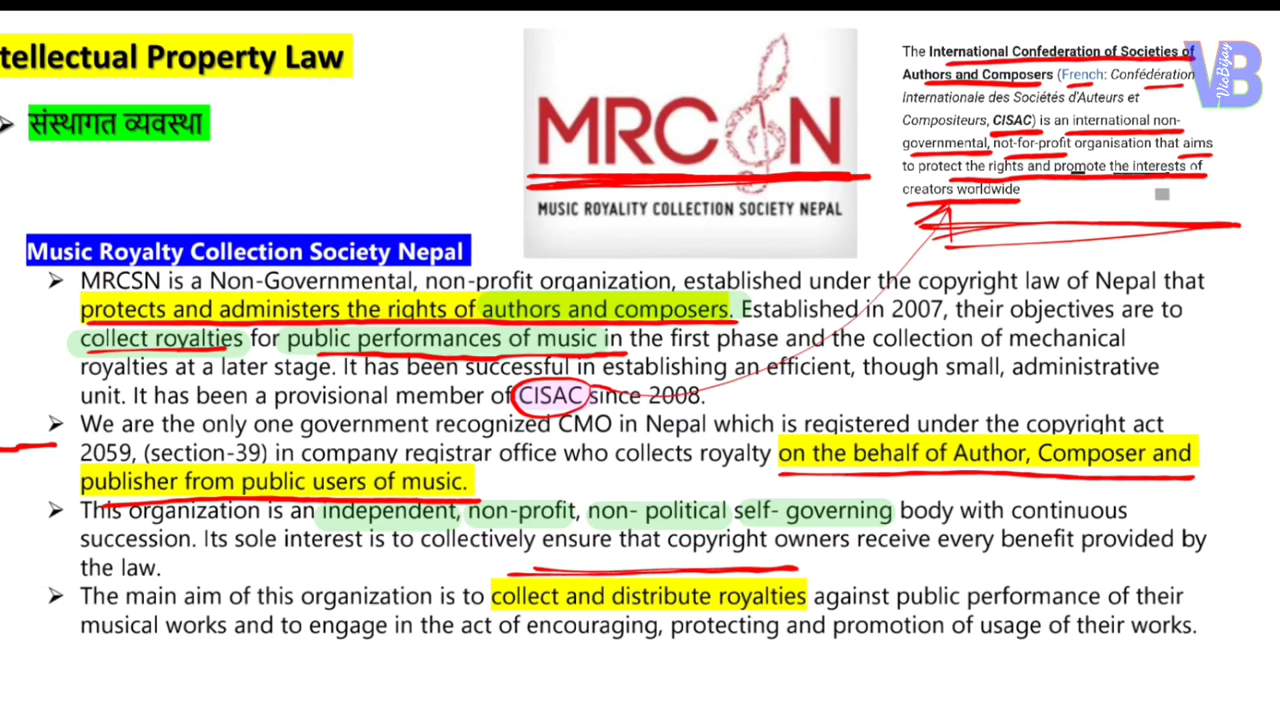 tellectual Property Law
संस्थागत व्यवस्था
MRCSN
MUSIC ROYALITY COLLECTION SOCIETY NEPAL
The International Confederation of Societies of
Authors and Composers (French: Confédération
Internationale des Sociétés d'Auteurs et
Compositeurs, CISAC) is an international non-
governmental, not-for-profit organisation that aims
to protect the rights and promote the interests of
creators worldwide
VB
VioBijay
Music Royalty Collection Society Nepal
MRCSN is a Non-Governmental, non-profit organization, established under the copyright law of Nepal that
protects and administers the rights of authors and composers. Established in 2007, their objectives are to
collect royalties for public performances of music in the first phase and the collection of mechanical
royalties at a later stage. It has been successful in establishing an efficient, though small, administrative
unit. It has been a provisional member of CISAC since 2008.
We are the only one government recognized CMO in Nepal which is registered under the copyright act
2059, (section-39) in company registrar office who collects royalty on the behalf of Author, Composer and
publisher from public users of music.
This organization is an independent, non-profit, non- political self- governing body with continuous
succession. Its sole interest is to collectively ensure that copyright owners receive every benefit provided by
the law.
The main aim of this organization is to collect and distribute royalties against public performance of their
musical works and to engage in the act of encouraging, protecting and promotion of usage of their works.